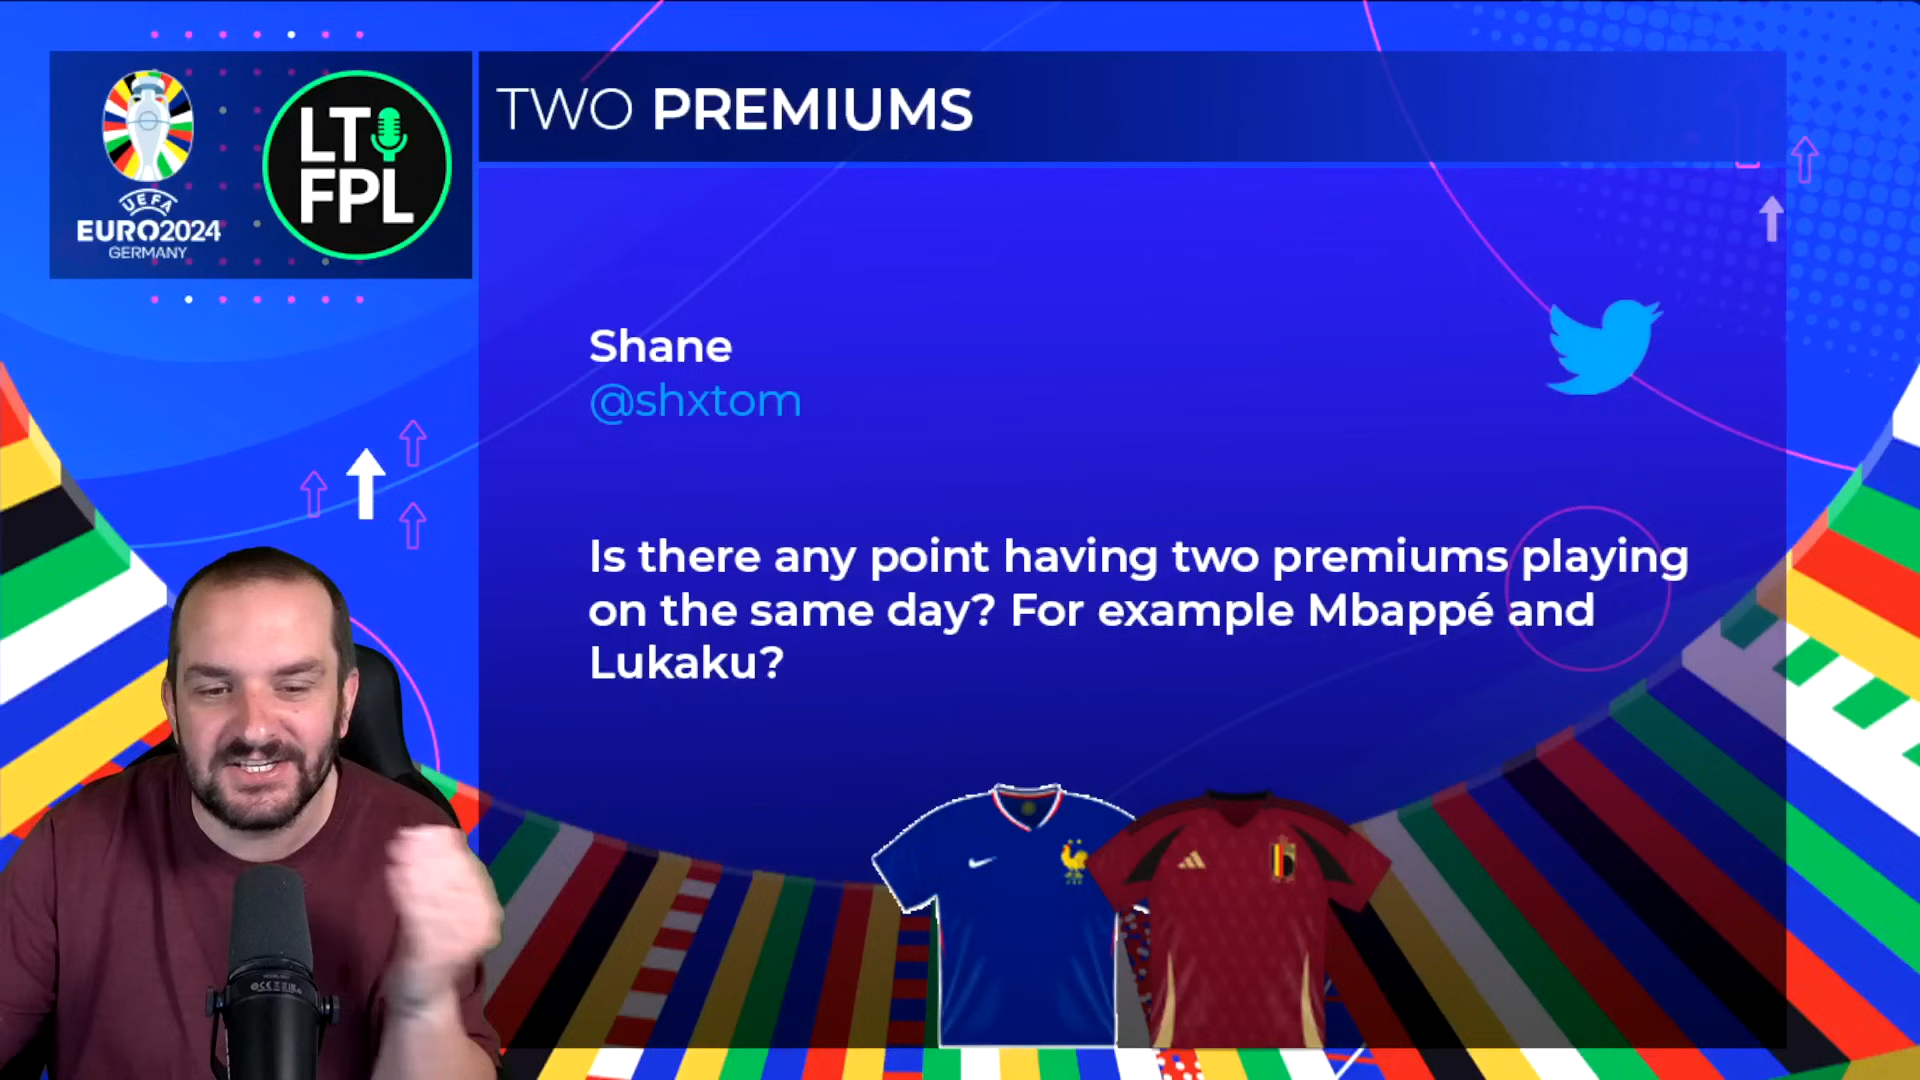 UEFA
EURO2024
GERMANY
LT
FPL
TWO PREMIUMS
Shane
@shxtom
Is there any point having two premiums playing
on the same day? For example Mbappé and
Lukaku?